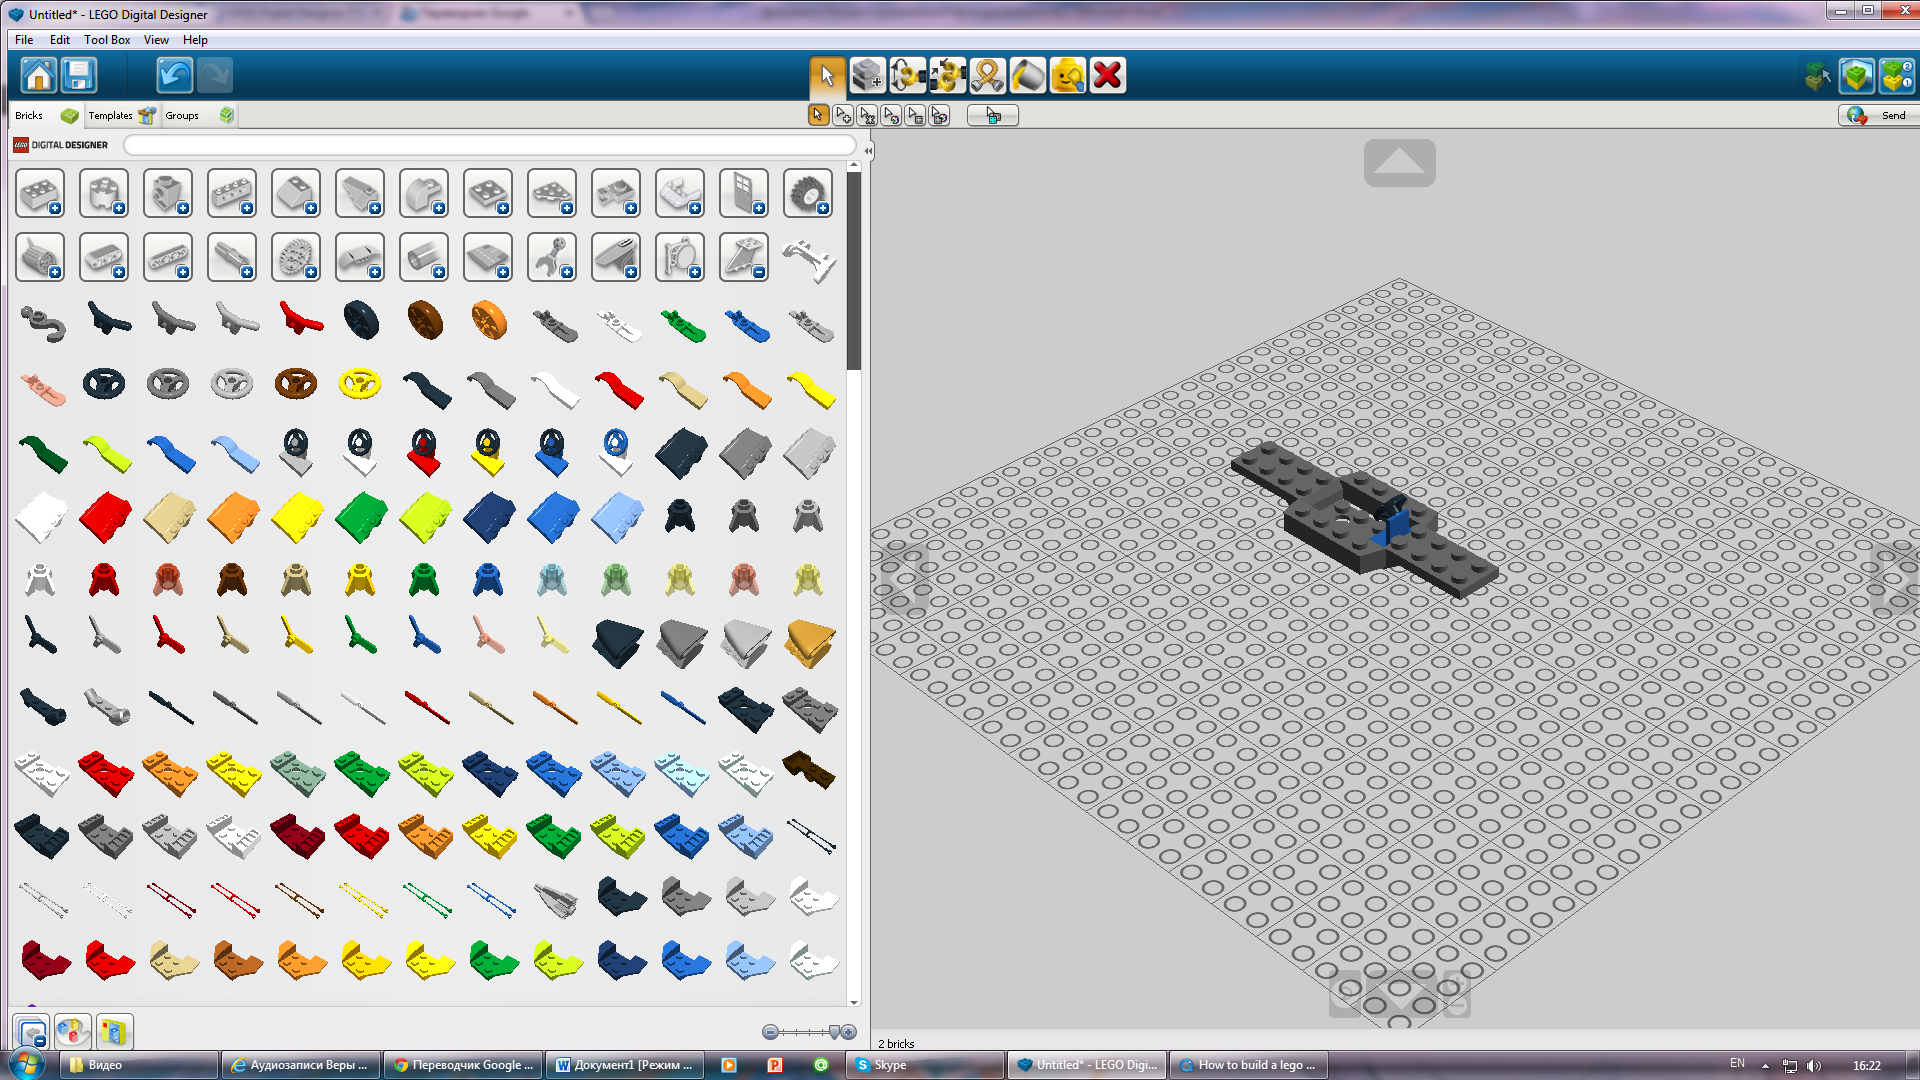 Untitled* - LEGO Digital Designer
File Edit Tool Box View Help
Bricks Templates Groups
Send
LEGO DIGITAL DESIGNER
2 bricks
Видео
Аудиозаписи Веры ...
Переводчик Google ...
Документ1 [Режим ...
Skype
Untitled* - LEGO Digi...
How to build a lego ...
EN
16:22